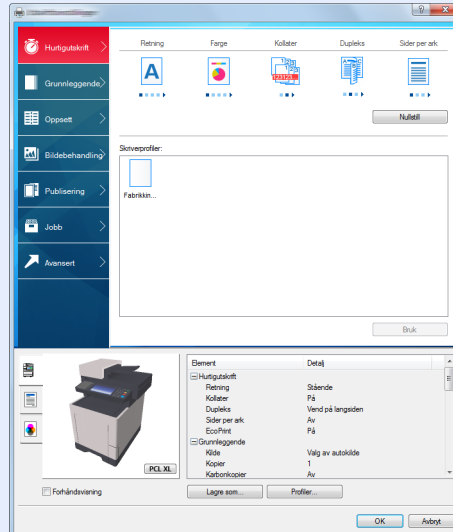 Hurtigutskrift
Grunnleggende
Oppsett
Bildebehandling
Publisering
Jobb
Avansert
Retning Farge Kollater Dupleks Sider per ark
A
123123
Nullstill
Skriverprofiler:
Fabrikkin...
Bruk
PCL XL
Forhåndsvisning
Element Detalj
Hurtigutskrift
Retning Stående
Kollater På
Dupleks Vend på langsiden
Sider per ark Av
EcoPrint På
Grunnleggende
Kilde Valg av autokilde
Kopier 1
Karbonkopier Av
Lagre som... Profiler...
OK Avbryt